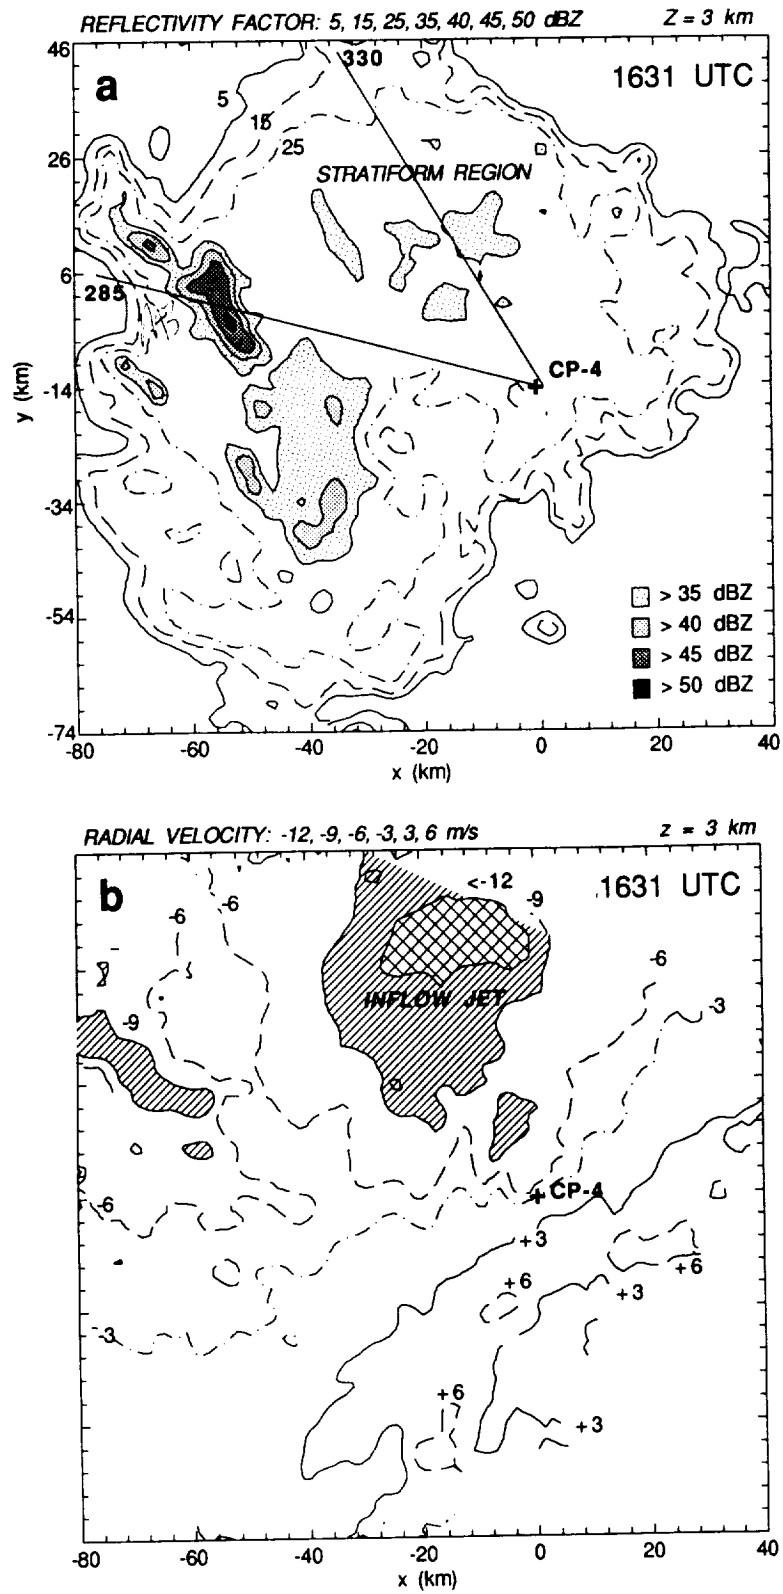 REFLECTIVITY FACTOR: 5, 15, 25, 35, 40, 45, 50 dBZ Z = 3 km
46
a
330
1631 UTC
5
15
25
26
STRATIFORM REGION
6
285
y (km)
CP-4
-14
-34
> 35 dBZ
-54
> 40 dBZ
> 45 dBZ
> 50 dBZ
-74
-80 -60 -40 -20 0 20 40
x (km)
RADIAL VELOCITY: -12, -9, -6, -3, 3, 6 m/s z = 3 km
b
<-12
1631 UTC
-6
-6
-9
-6
INFLOW JET
-3
-9
CP-4
-6
+3
+6
+6
+3
-3
+6
+3
-80 -60 -40 -20 0 20 40
x (km)